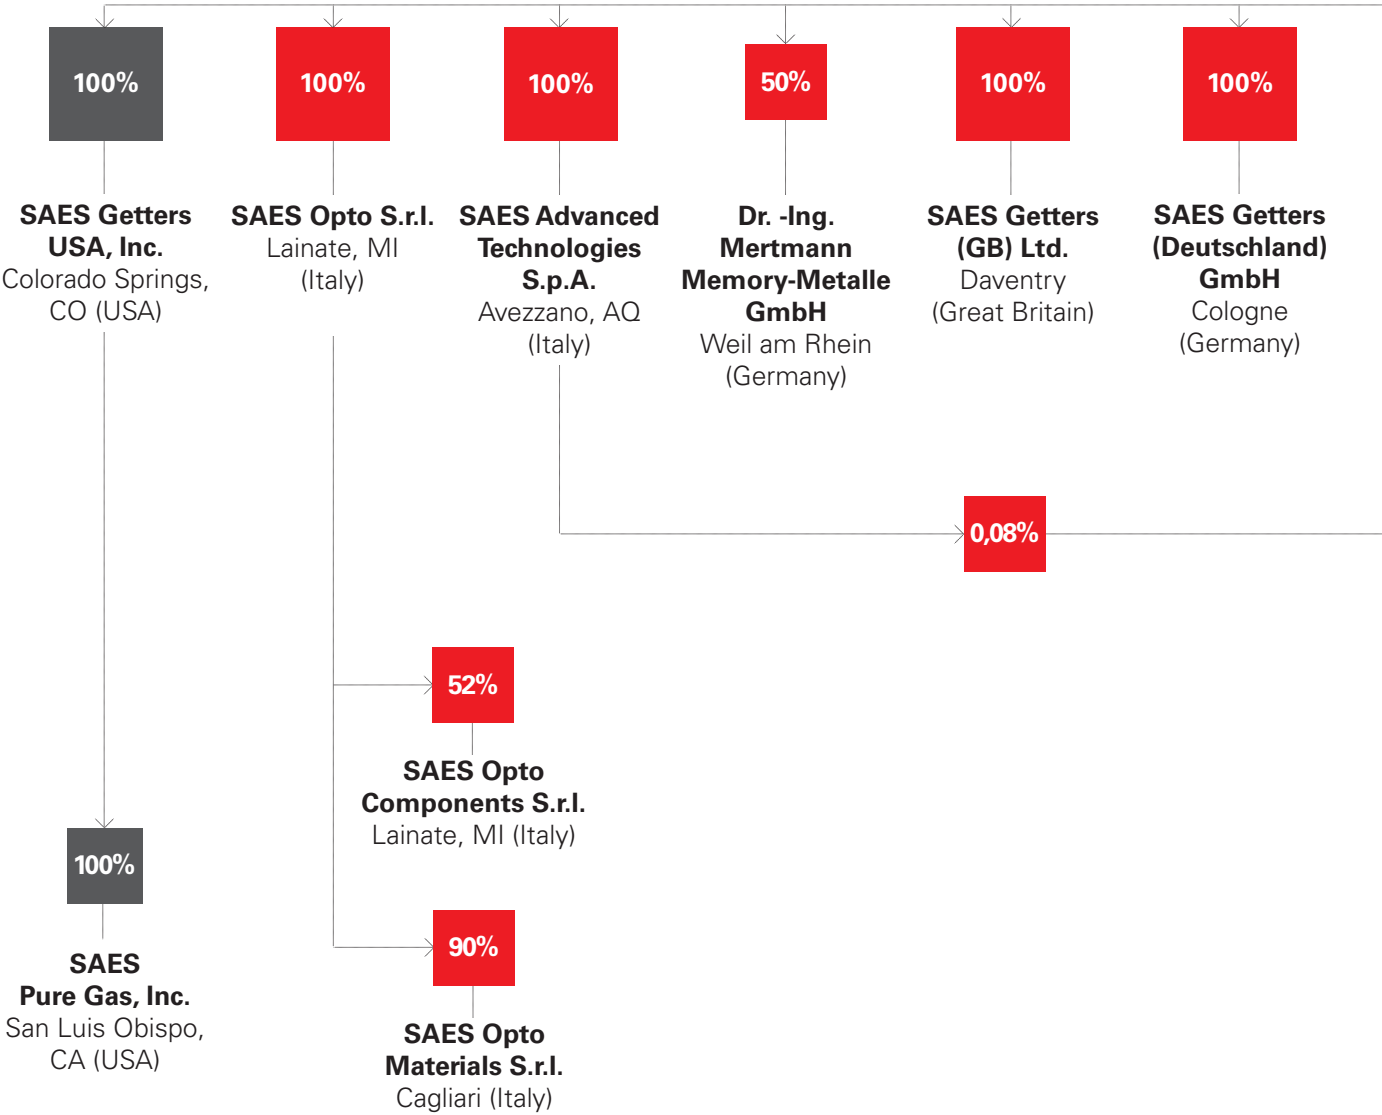 100%
SAES Getters
USA, Inc.
Colorado Springs,
CO (USA)
100%
SAES Opto S.r.l.
Lainate, MI
(Italy)
100%
SAES Advanced
Technologies
S.p.A.
Avezzano, AQ
(Italy)
50%
Dr. -Ing.
Mertmann
Memory-Metalle
GmbH
Weil am Rhein
(Germany)
100%
SAES Getters
(GB) Ltd.
Daventry
(Great Britain)
100%
SAES Getters
(Deutschland)
GmbH
Cologne
(Germany)
0,08%
52%
SAES Opto
Components S.r.l.
Lainate, MI (Italy)
100%
SAES
Pure Gas, Inc.
San Luis Obispo,
CA (USA)
90%
SAES Opto
Materials S.r.l.
Cagliari (Italy)